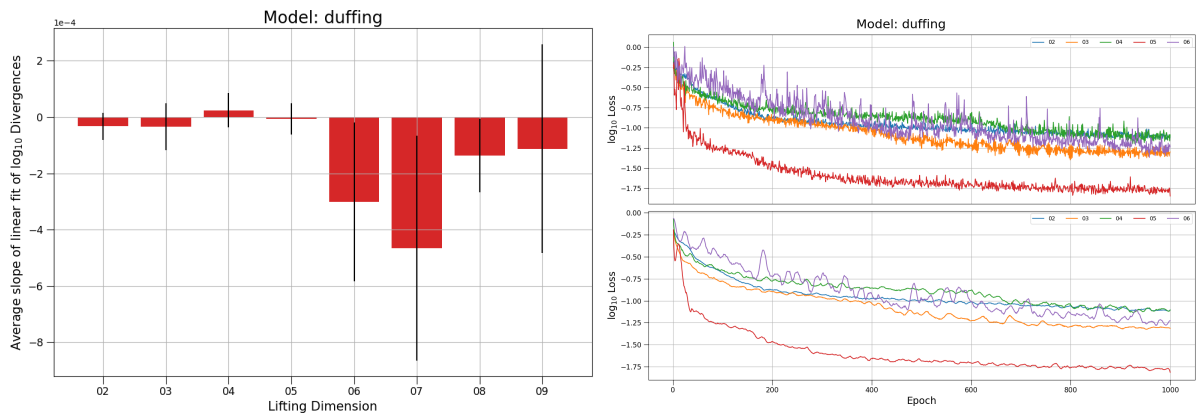 Model: duffing
1e−4
Average slope of linear fit of log₁₀ Divergences
2
0
−2
−4
−6
−8
02 03 04 05 06 07 08 09
Lifting Dimension
Model: duffing
02 03 04 05 06
log₁₀ Loss
0.00
−0.25
−0.50
−0.75
−1.00
−1.25
−1.50
−1.75
02 03 04 05 06
log₁₀ Loss
0.00
−0.25
−0.50
−0.75
−1.00
−1.25
−1.50
−1.75
0 200 400 600 800 1000
Epoch